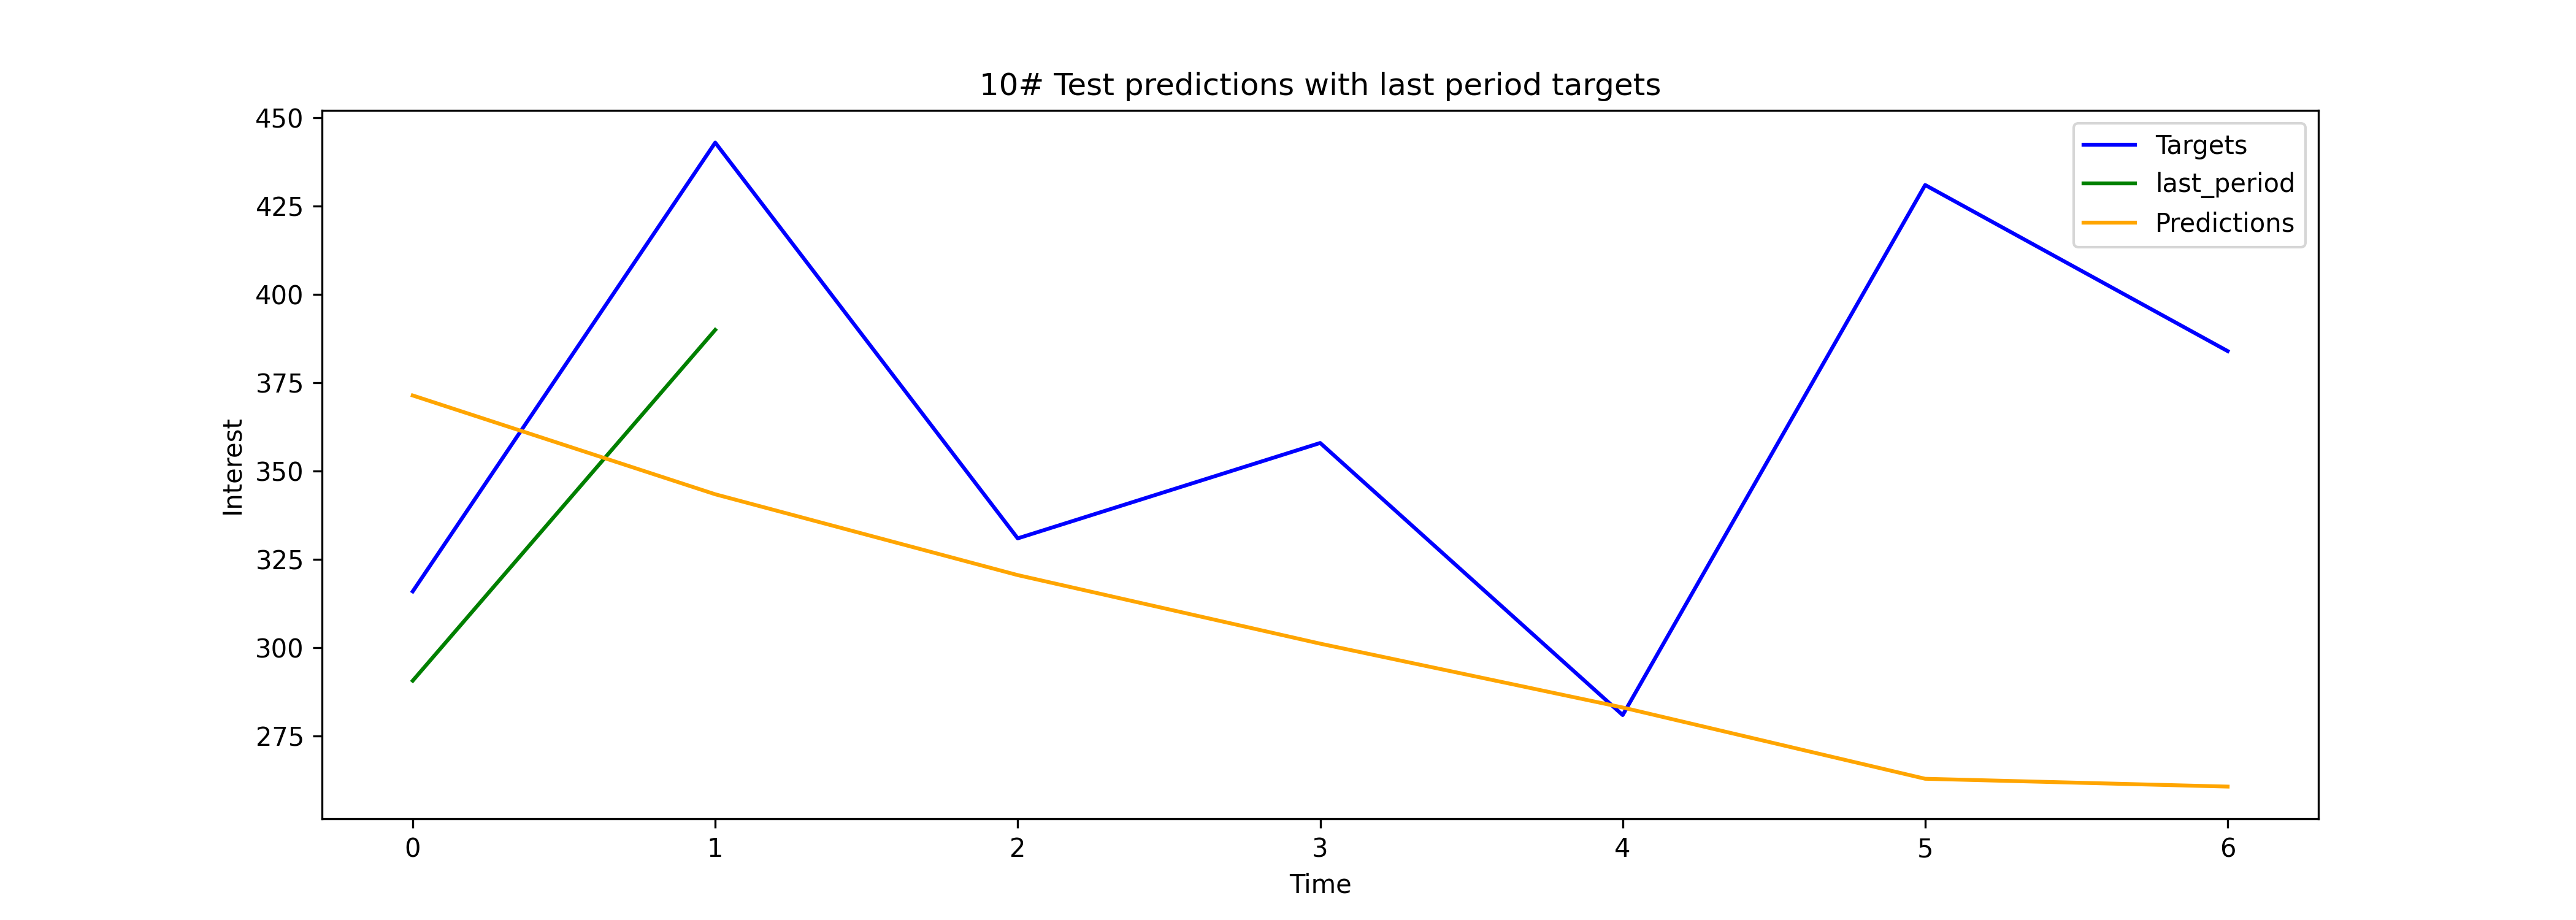 10# Test predictions with last period targets
450
425
400
375
350
325
300
275
Interest
Targets
last_period
Predictions
0 1 2 3 4 5 6
Time